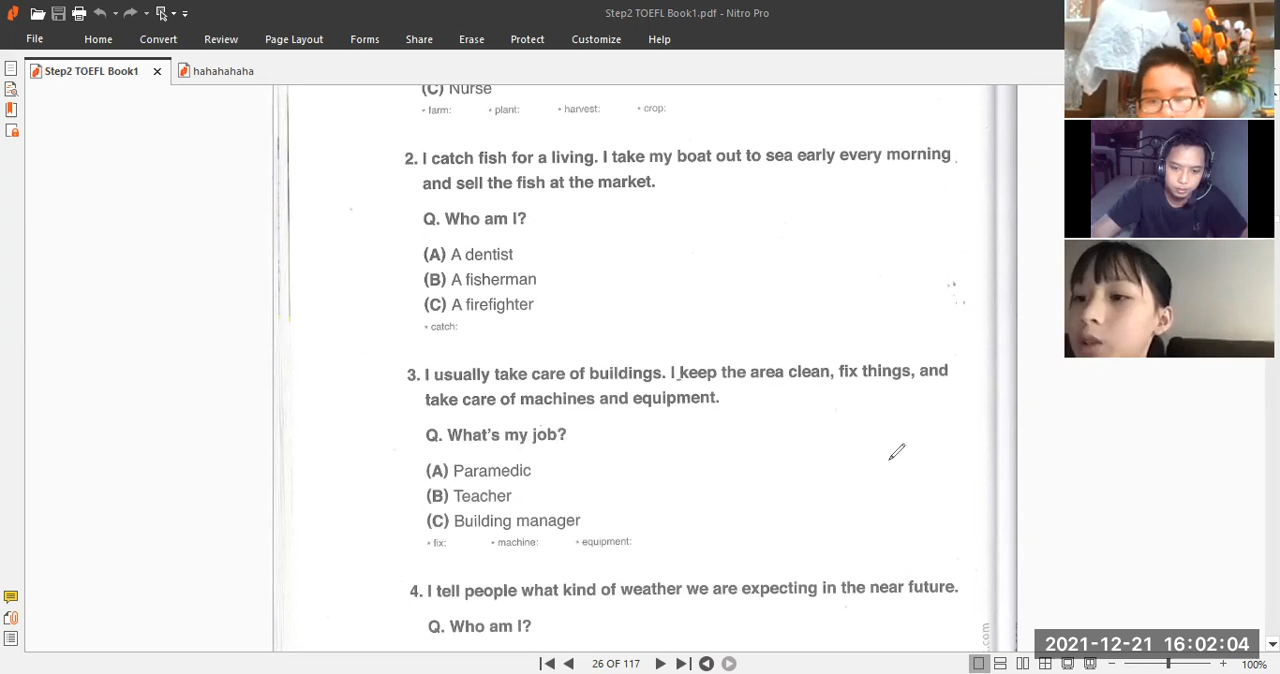 Step2 TOEFL Book1.pdf - Nitro Pro
File Home Convert Review Page Layout Forms Share Erase Protect Customize Help
Step2 TOEFL Book1 hahahahaha
(C) Nurse
• farm: • plant: • harvest: • crop:
2. I catch fish for a living. I take my boat out to sea early every morning
and sell the fish at the market.
Q. Who am I?
(A) A dentist
(B) A fisherman
(C) A firefighter
• catch:
3. I usually take care of buildings. I keep the area clean, fix things, and
take care of machines and equipment.
Q. What's my job?
(A) Paramedic
(B) Teacher
(C) Building manager
• fix: • machine: • equipment:
4. I tell people what kind of weather we are expecting in the near future.
Q. Who am I?
.com
2021-12-21 16:02:04
26 OF 117
100%